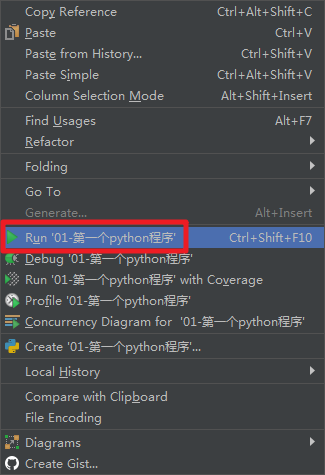 Copy Reference Ctrl+Alt+Shift+C
Paste Ctrl+V
Paste from History... Ctrl+Shift+V
Paste Simple Ctrl+Alt+Shift+V
Column Selection Mode Alt+Shift+Insert
Find Usages Alt+F7
Refactor
Folding
Go To
Generate... Alt+Insert
Run '01-第一个python程序' Ctrl+Shift+F10
Debug '01-第一个python程序'
Run '01-第一个python程序' with Coverage
Profile '01-第一个python程序'
Concurrency Diagram for '01-第一个python程序'
Create '01-第一个python程序'...
Local History
Compare with Clipboard
File Encoding
Diagrams
Create Gist...